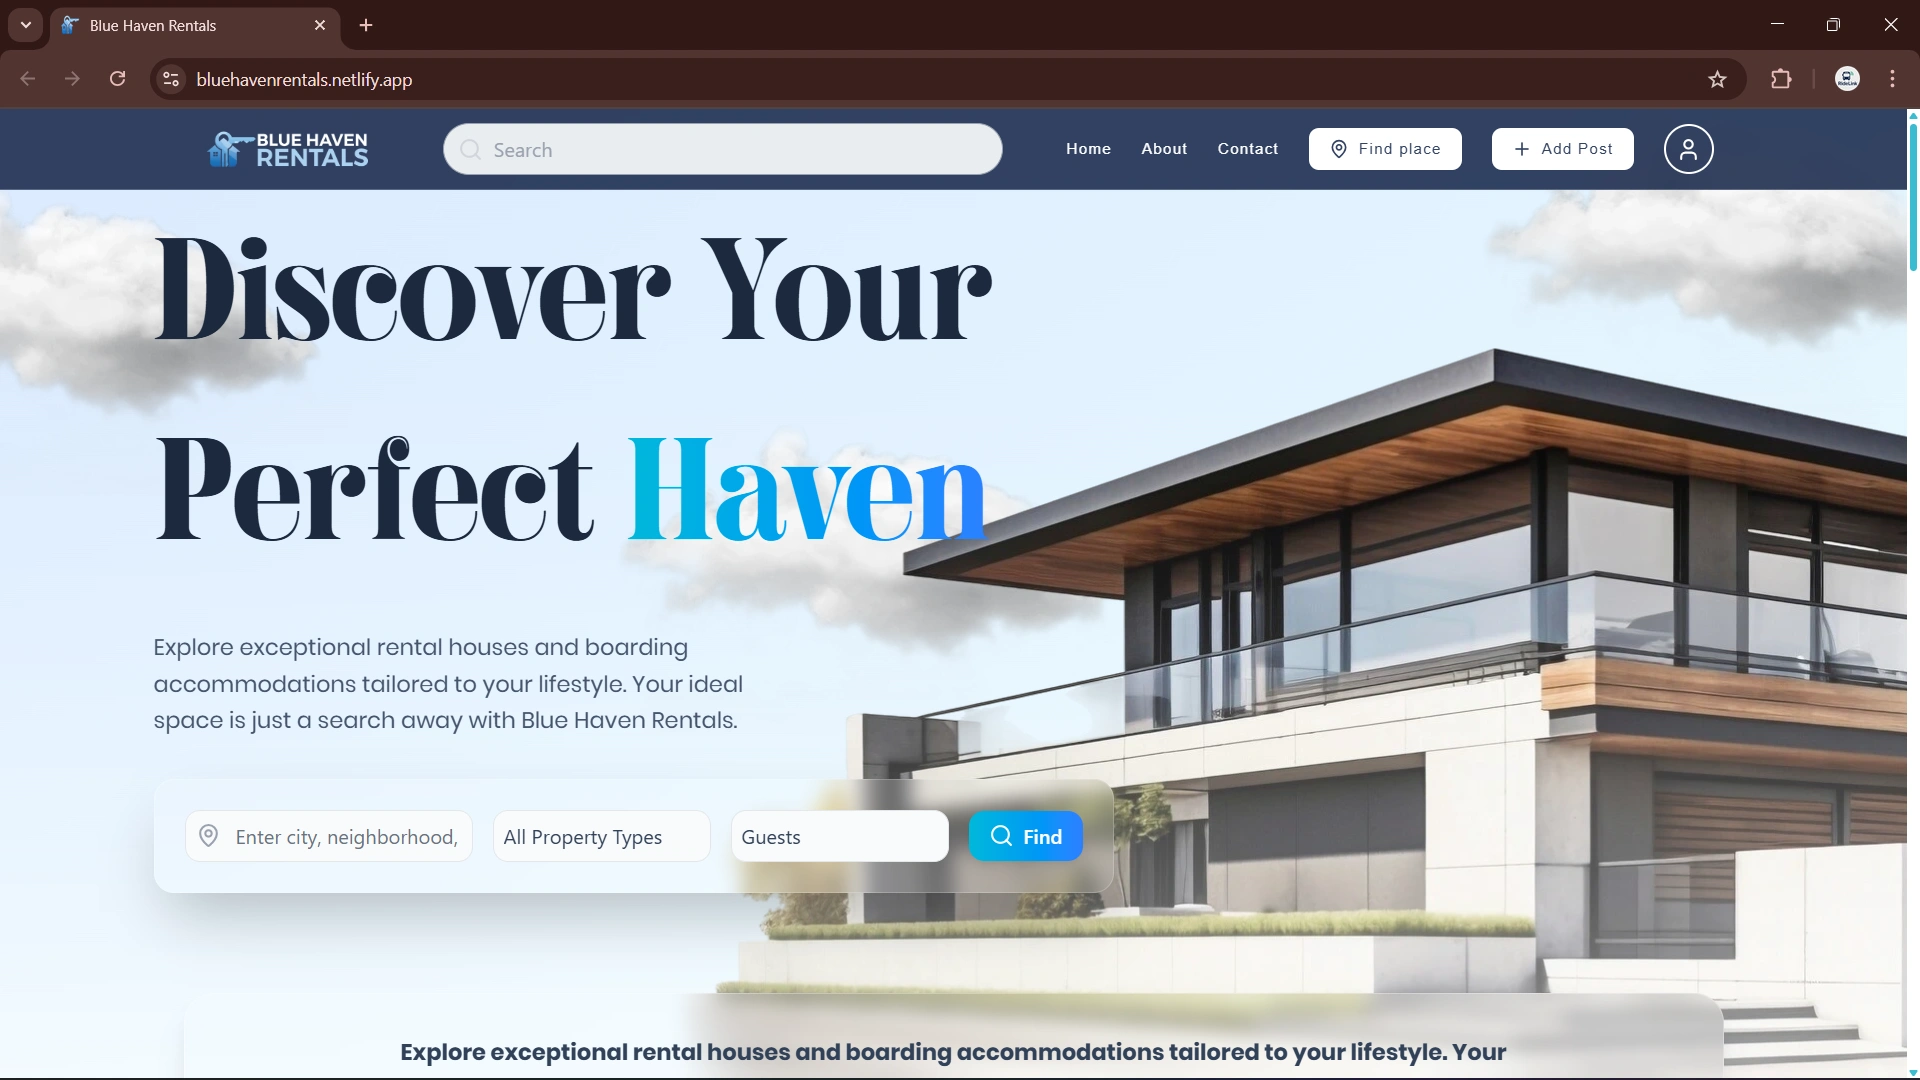 Blue Haven Rentals
bluehavenrentals.netlify.app
BLUE HAVEN
RENTALS
Search
Home
About
Contact
Find place
Add Post
Discover Your
Perfect Haven
Explore exceptional rental houses and boarding
accommodations tailored to your lifestyle. Your ideal
space is just a search away with Blue Haven Rentals.
Enter city, neighborhood,
All Property Types
Guests
Find
Explore exceptional rental houses and boarding accommodations tailored to your lifestyle. Your